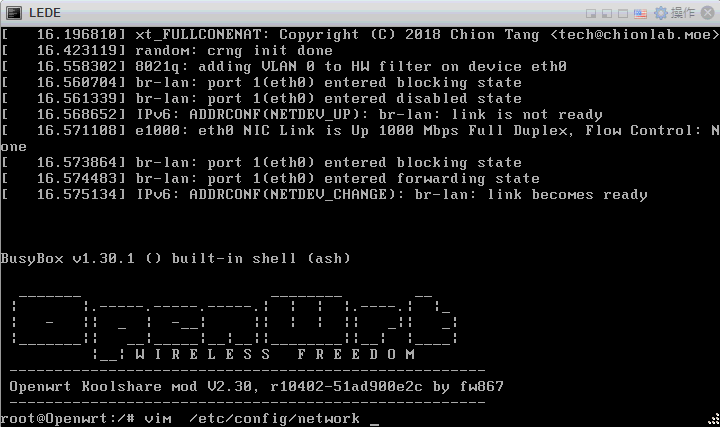 LEDE
操作
[   16.196810] xt_FULLCONENAT: Copyright (C) 2018 Chion Tang <tech@chionlab.moe>
[   16.423119] random: crng init done
[   16.558302] 8021q: adding VLAN 0 to HW filter on device eth0
[   16.560704] br-lan: port 1(eth0) entered blocking state
[   16.561339] br-lan: port 1(eth0) entered disabled state
[   16.568652] IPv6: ADDRCONF(NETDEV_UP): br-lan: link is not ready
[   16.571108] e1000: eth0 NIC Link is Up 1000 Mbps Full Duplex, Flow Control: N
one
[   16.573864] br-lan: port 1(eth0) entered blocking state
[   16.574483] br-lan: port 1(eth0) entered forwarding state
[   16.575134] IPv6: ADDRCONF(NETDEV_CHANGE): br-lan: link becomes ready
BusyBox v1.30.1 () built-in shell (ash)
OpenWrt
W I R E L E S S   F R E E D O M
Openwrt Koolshare mod V2.30, r10402-51ad900e2c by fw867
root@Openwrt:/# vim  /etc/config/network _